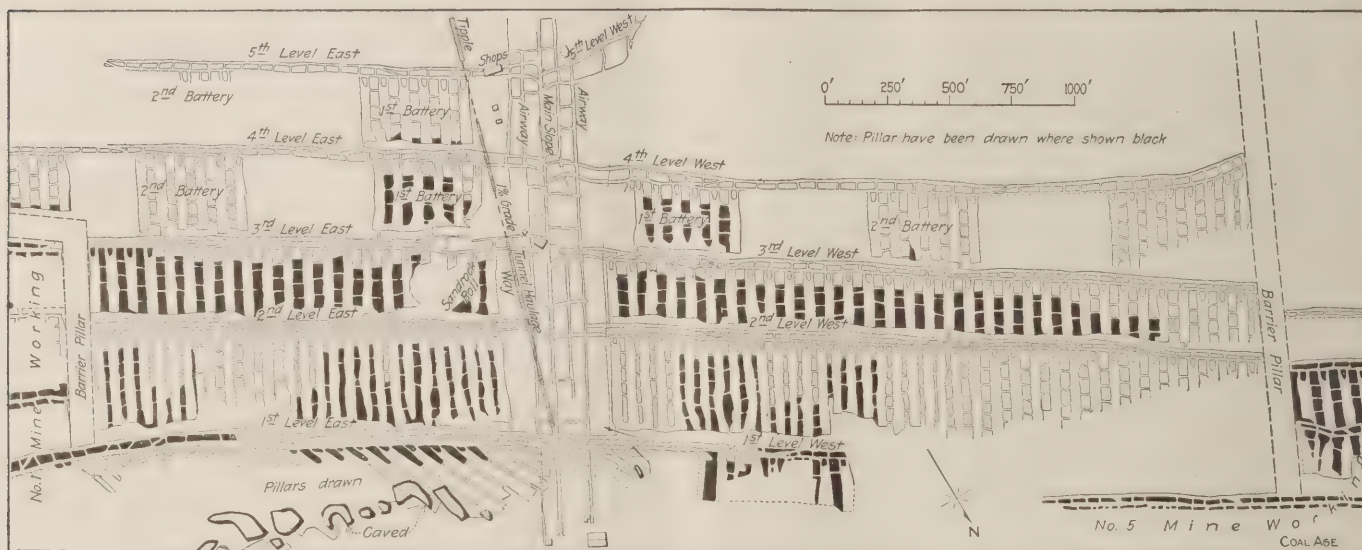 5th Level East
Tipple
Shops
5th Level West
2nd Battery
1st Battery
Airway
Main Slope
Airway
0' 250' 500' 750' 1000'
Note: Pillar have been drawn where shown black
4th Level East
4th Level West
2nd Battery
1st Battery
% Grade
1st Battery
2nd Battery
3rd Level East
3rd Level West
No.1 Mine Working
Barrier Pillar
Way
Tunnel Haulage
2nd Level East
2nd Level West
Barrier Pillar
1st Level East
1st Level West
Pillars drawn
Caved
N
No. 5 Mine Workin
COAL AGE